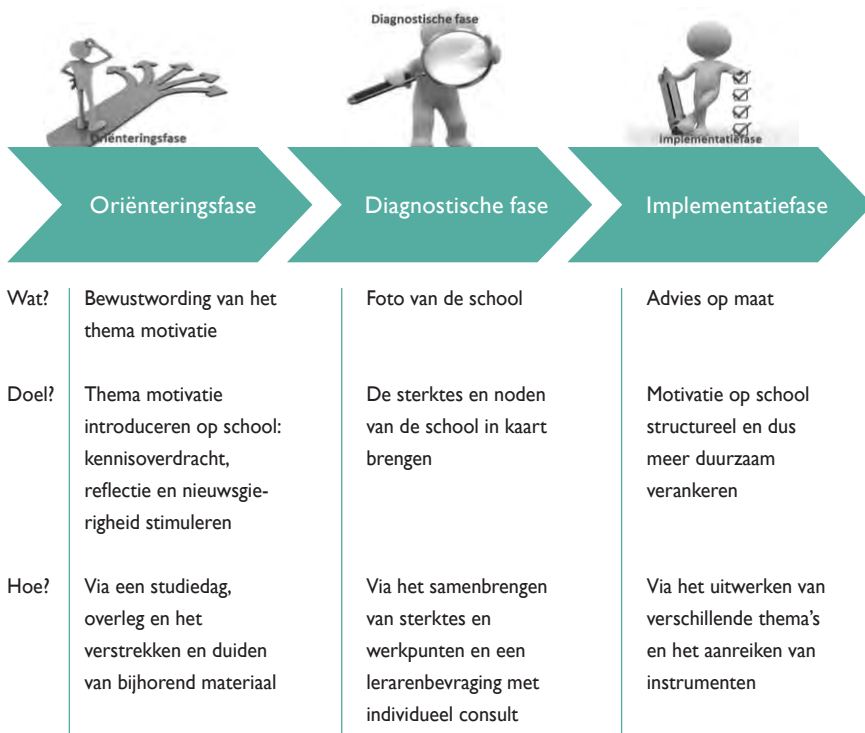 Diagnostische fase
Oriënteringsfase
Implementatiefase
Oriënteringsfase
Diagnostische fase
Implementatiefase
Wat?
Bewustwording van het
thema motivatie
Foto van de school
Advies op maat
Doel?
Thema motivatie
introduceren op school:
kennisoverdracht,
reflectie en nieuwsgie-
righeid stimuleren
De sterktes en noden
van de school in kaart
brengen
Motivatie op school
structureel en dus
meer duurzaam
verankeren
Hoe?
Via een studiedag,
overleg en het
verstrekken en duiden
van bijhorend materiaal
Via het samenbrengen
van sterktes en
werkpunten en een
lerarenbevraging met
individueel consult
Via het uitwerken van
verschillende thema's
en het aanreiken van
instrumenten